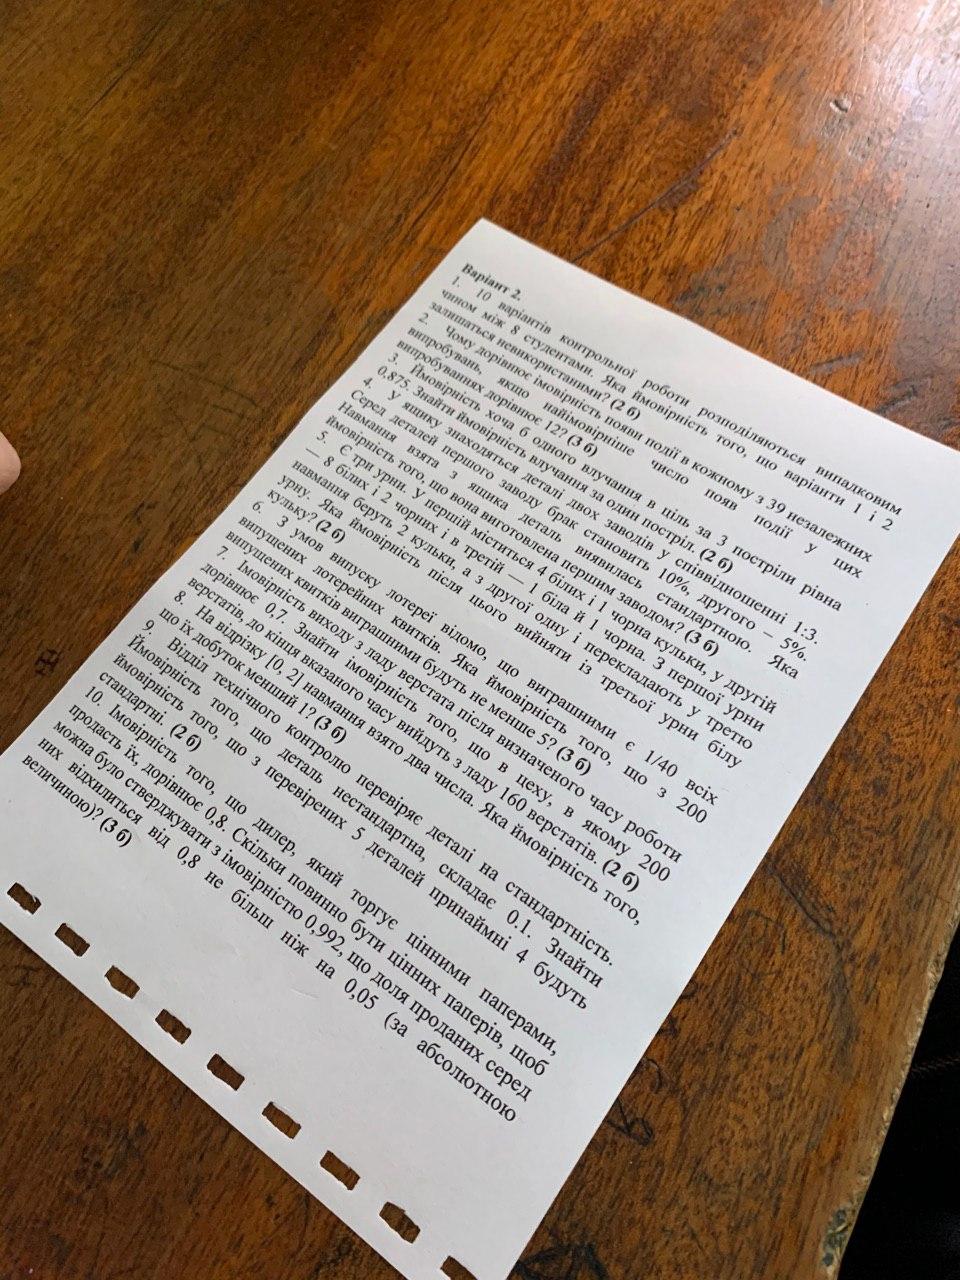 Варіант 2.
1. 10 варіантів контрольної роботи розподіляються випадковим
чином між 8 студентами. Яка ймовірність того, що варіанти 1 і 2
залишаться невикористаними? (2 б)
2. Чому дорівнює імовірність появи події в кожному з 39 незалежних
випробувань, якщо найімовірніше число появ події у цих
випробуваннях дорівнює 12? (3 б)
3. Ймовірність хоча б одного влучання в ціль за 3 постріли рівна
0,875. Знайти ймовірність влучання за один постріл. (2 б)
4. У ящику знаходяться деталі двох заводів у співвідношенні 1:3.
Серед деталей першого заводу брак становить 10%, другого – 5%.
Навмання взята з ящика деталь виявилась стандартною. Яка
ймовірність того, що вона виготовлена першим заводом? (3 б)
5. Є три урни. У першій міститься 4 білих і 1 чорна кульки, у другій
— 8 білих і 2 чорних і в третій — 1 біла й 1 чорна. З першої урни
навмання беруть 2 кульки, а з другої одну і перекладають у третю
урну. Яка ймовірність після цього вийняти із третьої урни білу
кульку? (2 б)
6. З умов випуску лотереї відомо, що виграшними є 1/40 всіх
випущених лотерейних квитків. Яка ймовірність того, що з 200
випущених квитків виграшними будуть не менше 5? (3 б)
7. Імовірність виходу з ладу верстата після визначеного часу роботи
дорівнює 0,7. Знайти імовірність того, що в цеху, в якому 200
верстатів, до кінця вказаного часу вийдуть з ладу 160 верстатів. (2 б)
8. На відрізку [0, 2] навмання взято два числа. Яка ймовірність того,
що їх добуток менший 1? (3 б)
9. Відділ технічного контролю перевіряє деталі на стандартність.
Ймовірність того, що деталь нестандартна, складає 0.1. Знайти
ймовірність того, що з перевірених 5 деталей принаймні 4 будуть
стандартні. (2 б)
10. Імовірність того, що дилер, який торгує цінними паперами,
продасть їх, дорівнює 0,8. Скільки повинно бути цінних паперів, щоб
можна було стверджувати з імовірністю 0,992, що доля проданих серед
них відхилиться від 0,8 не більш ніж на 0,05 (за абсолютною
величиною)? (3 б)